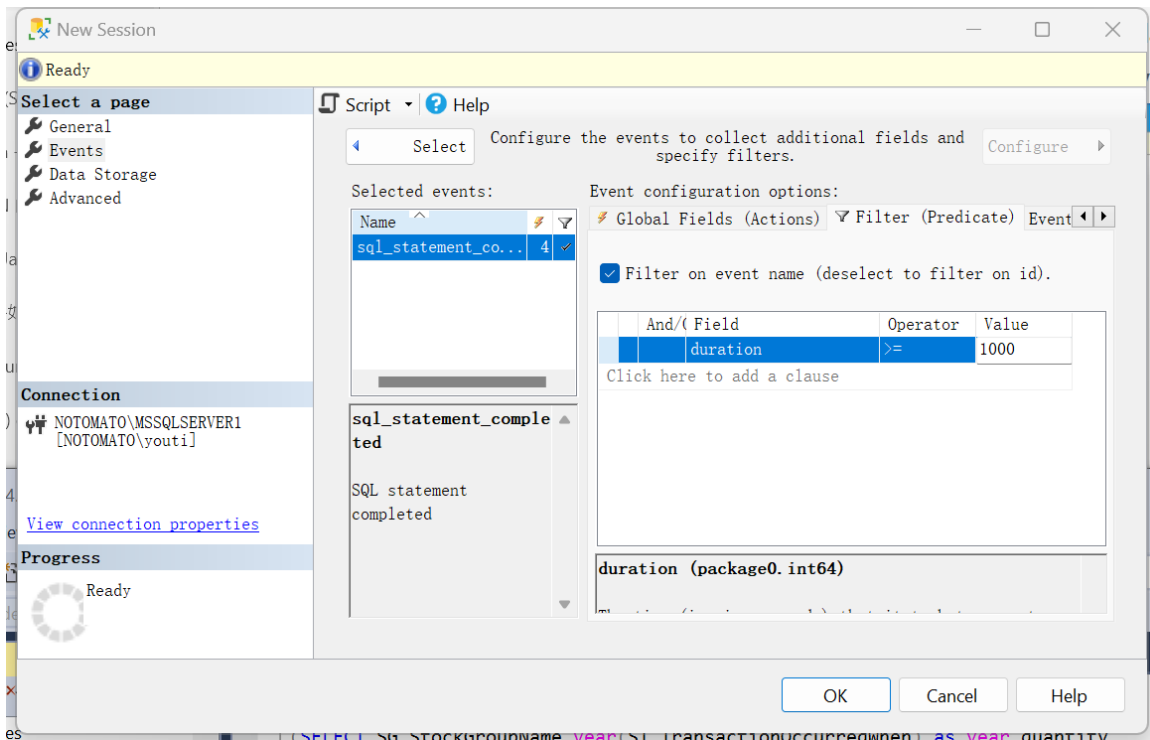 New Session
Ready
Select a page
General
Events
Data Storage
Advanced
Connection
NOTOMATO\MSSQLSERVER1
[NOTOMATO\youti]
View connection properties
Progress
Ready
Script
Help
Select
Configure the events to collect additional fields and
specify filters.
Configure
Selected events:
Name
sql_statement_co... 4
sql_statement_comple
ted
SQL statement
completed
Event configuration options:
Global Fields (Actions) Filter (Predicate) Event
Filter on event name (deselect to filter on id).
And/( Field Operator Value
duration >= 1000
Click here to add a clause
duration (package0.int64)
OK Cancel Help